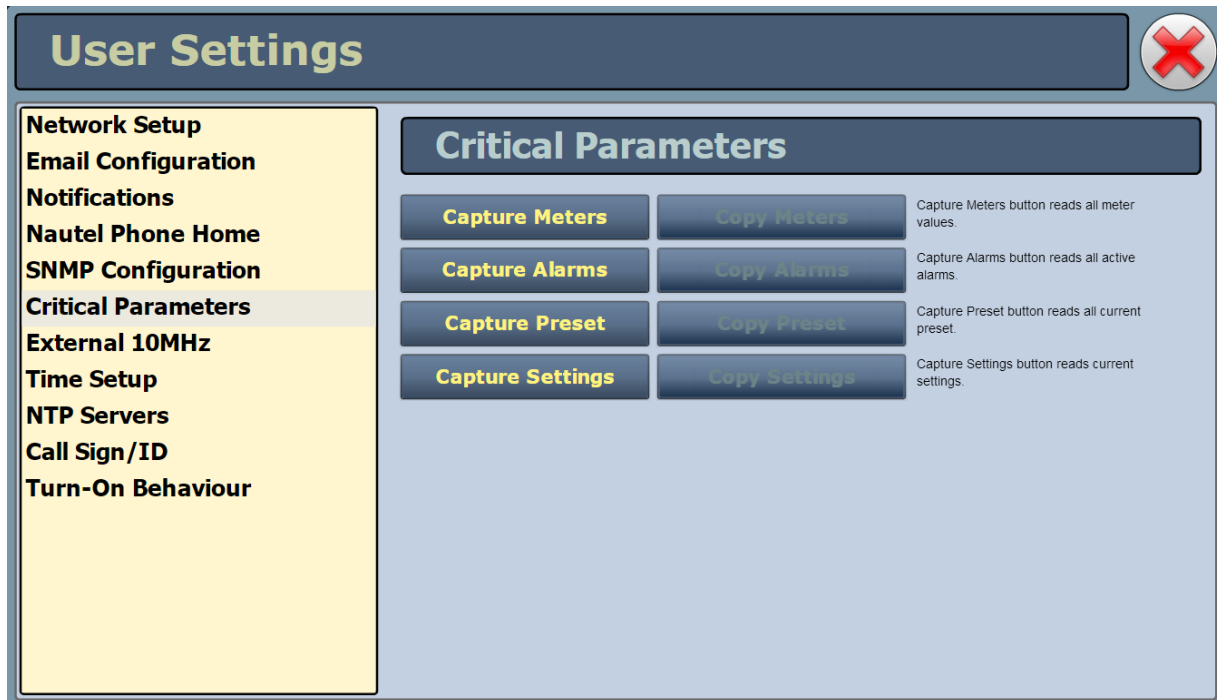 User Settings
Network Setup
Email Configuration
Notifications
Nautel Phone Home
SNMP Configuration
Critical Parameters
External 10MHz
Time Setup
NTP Servers
Call Sign/ID
Turn-On Behaviour
Critical Parameters
Capture Meters
Copy Meters
Capture Meters button reads all meter
values.
Capture Alarms
Copy Alarms
Capture Alarms button reads all active
alarms.
Capture Preset
Copy Preset
Capture Preset button reads all current
preset.
Capture Settings
Copy Settings
Capture Settings button reads current
settings.